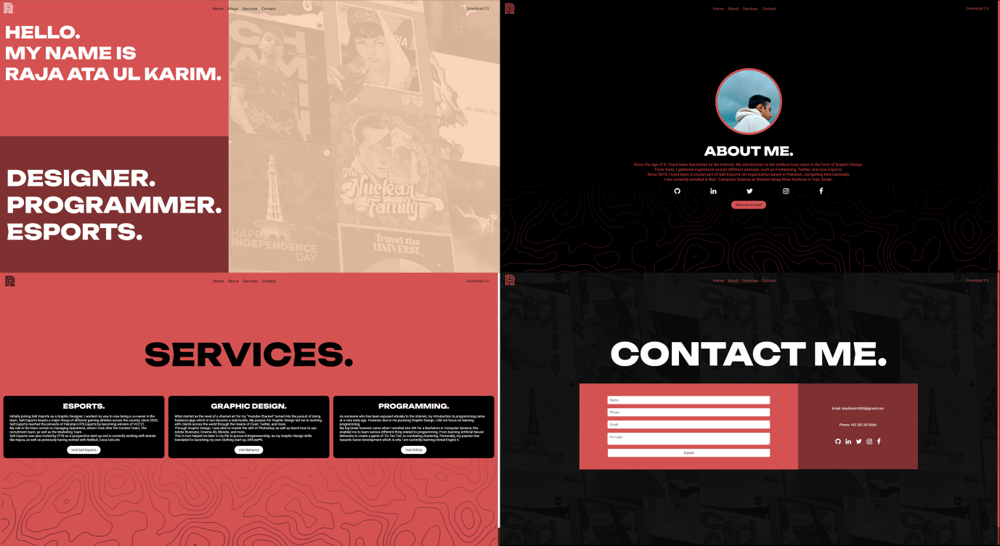 Home About Services Contact
Download CV
HELLO.
MY NAME IS
RAJA ATA UL KARIM.
DESIGNER.
PROGRAMMER.
ESPORTS.
CH
AM
The
Nuclear
Family
HAPPY
INDEPENDENCE
DAY
Travel the
UNIVERSE.
Home About Services Contact
Download CV
ABOUT ME.
Since the age of 9, I have been fascinated by the Internet. My introduction to the endless loop came in the form of Graphic Design
From there, I gathered experience across different avenues, such as Freelancing, Twitter, and now Esports.
Since 2019, I have been a crucial part of Salt Esports, an organization based in Pakistan, competing Internationally.
I am currently enrolled in BsC. Computer Science at Ghulam Ishaq Khan Institute in Topi, Swabi.
Send me an email
Home About Services Contact
Download CV
SERVICES.
ESPORTS.
Initially joining Salt Esports as a Graphic Designer, I worked my way to now being a co-owner in the
team. Salt Esports boasts a major lineup of different gaming athletes across the country, since 2020,
Salt Esports reached the pinnacle of Pakistani FPS Esports by becoming winners of VCC'21.
My role in the team comes to managing Operations, where I look after the Content Team, The
recruitment team, as well as the Marketing Team.
Salt Esports was also invited by PITB as a prospective start-up and is currently working with brands
like Nayza, as well as previously having worked with Redbull, Coca Cola etc
Visit Salt Esports
GRAPHIC DESIGN.
What started as the need of a channel art for my "Youtube Channel" turned into the pursuit of doing
freelance gigs which in turn became a side-hustle. My passion for Graphic Design led me to working
with clients across the world through the means of Fiverr, Twitter, and more.
Through Graphic Design, I was able to master the skill of Photoshop as well as learnt how to use
Adobe Illustrator, Cinema 4D, Blender, and more.
This in turn helped me later in my life to pursue Entrepreneurship, as my Graphic Design skills
translated to launching my own clothing start-up, DiffusePK.
Visit Behance
PROGRAMMING.
As someone who has been exposed wholely to the Internet, my introduction to programming came
at a very early age. However, due to me pursuing Graphic Design, I did not focus on learning
programming.
My big break however came when I enrolled into GIK for a Bachelors in Computer Science, this
enabled me to learn various different thing related to programming. From learning Artificial Neural
Networks to create a game of Tic-Tac-Toe, to combating clustering. Personally, my passion lies
towards Game Development which is why I am currently learning Unreal Engine 5.
Visit Github
Home About Services Contact
Download CV
CONTACT ME.
Name
Phone
Email
Message
Submit
Phone: +92 302 2675666